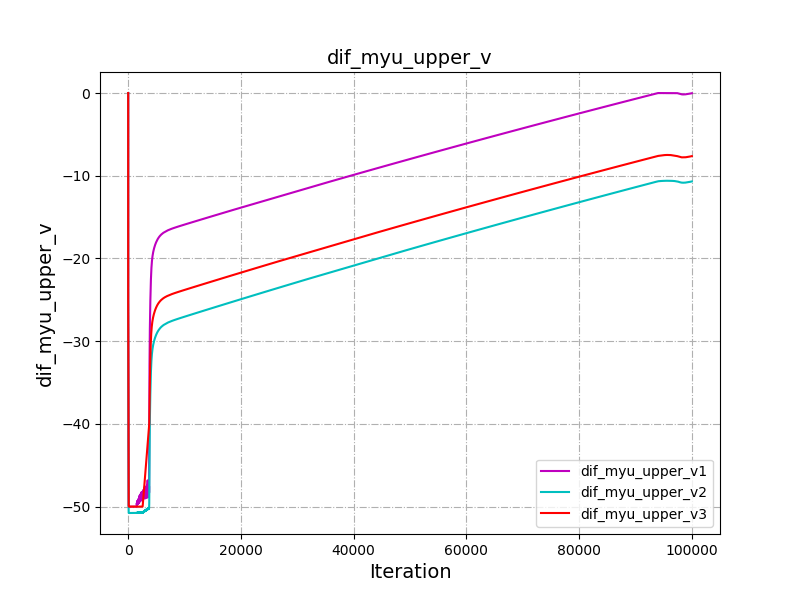 dif_myu_upper_v
0
−10
−20
−30
−40
−50
dif_myu_upper_v
dif_myu_upper_v1
dif_myu_upper_v2
dif_myu_upper_v3
0 20000 40000 60000 80000 100000
Iteration